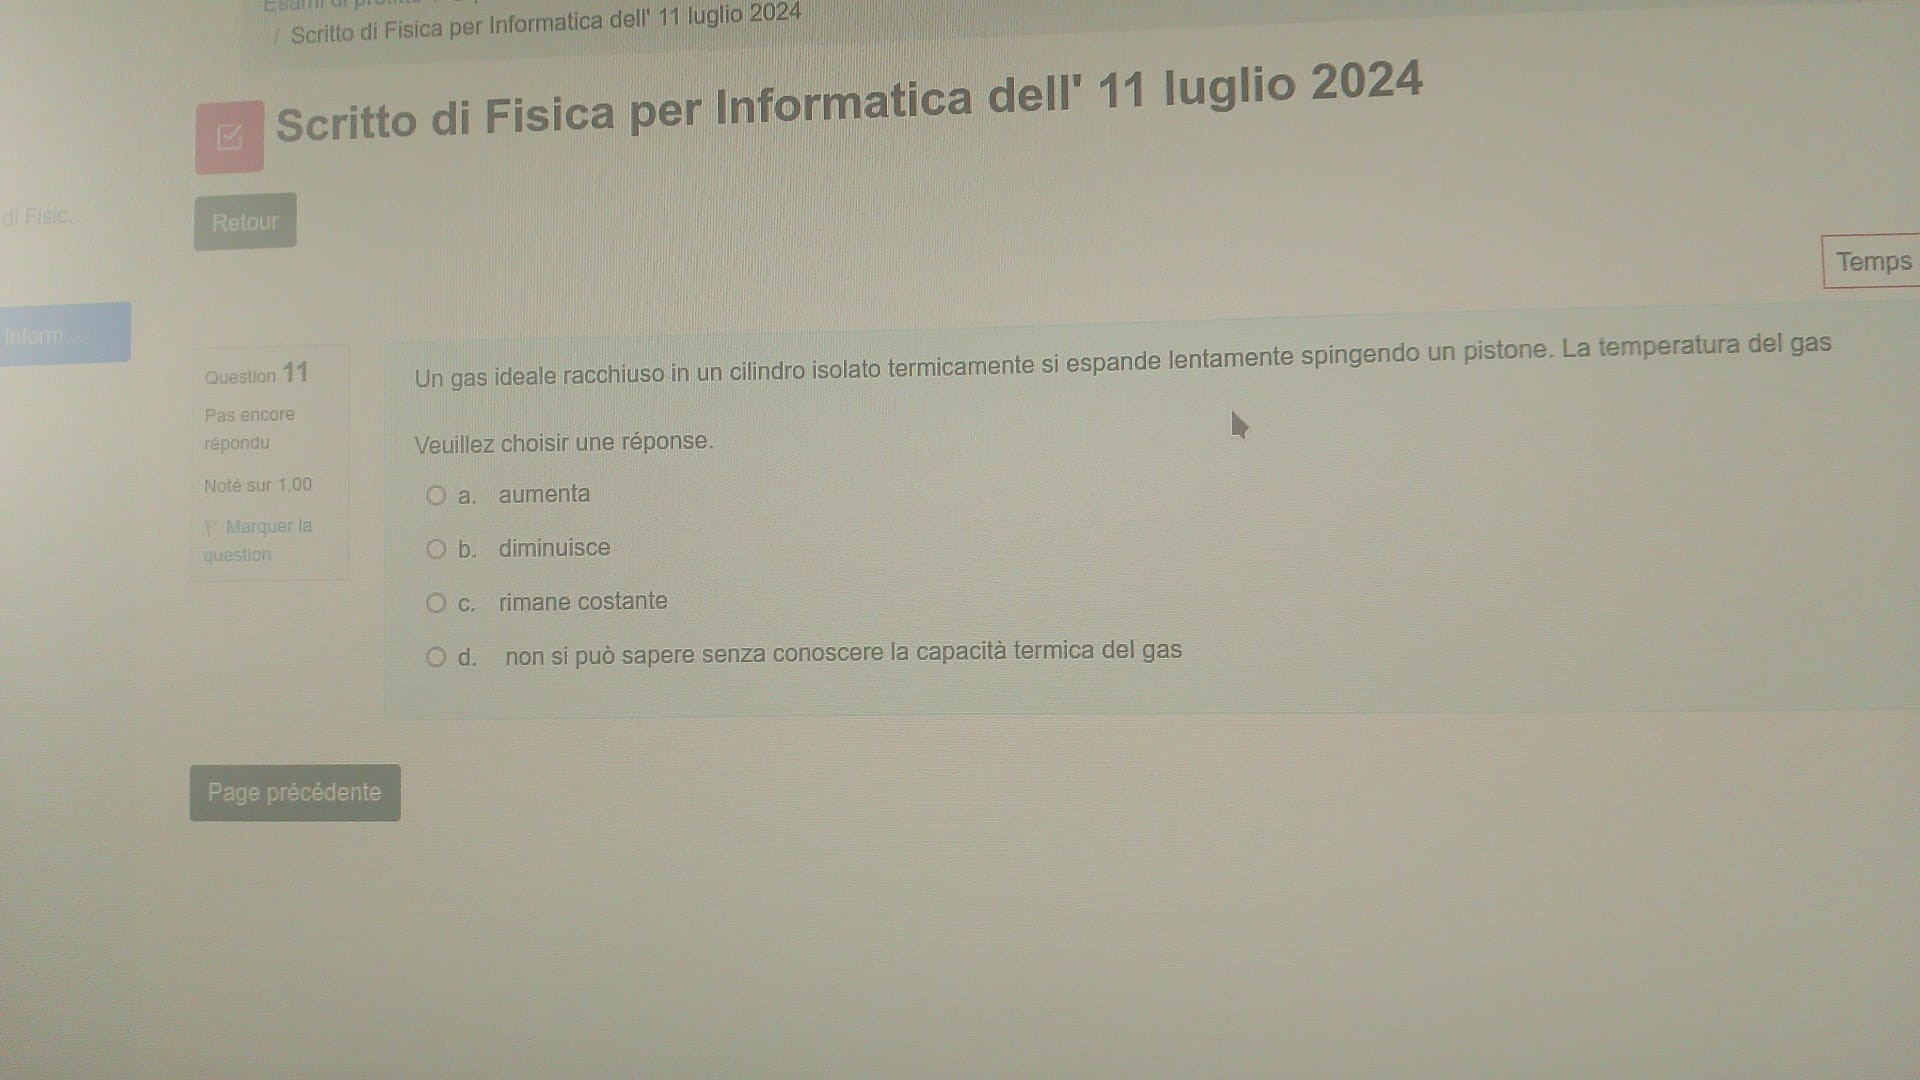 / Scritto di Fisica per Informatica dell' 11 luglio 2024
Scritto di Fisica per Informatica dell' 11 luglio 2024
di Fisic...
Retour
Temps
Inform...
Question 11
Pas encore
répondu
Noté sur 1,00
Marquer la
question
Un gas ideale racchiuso in un cilindro isolato termicamente si espande lentamente spingendo un pistone. La temperatura del gas
Veuillez choisir une réponse.
a. aumenta
b. diminuisce
c. rimane costante
d. non si può sapere senza conoscere la capacità termica del gas
Page précédente